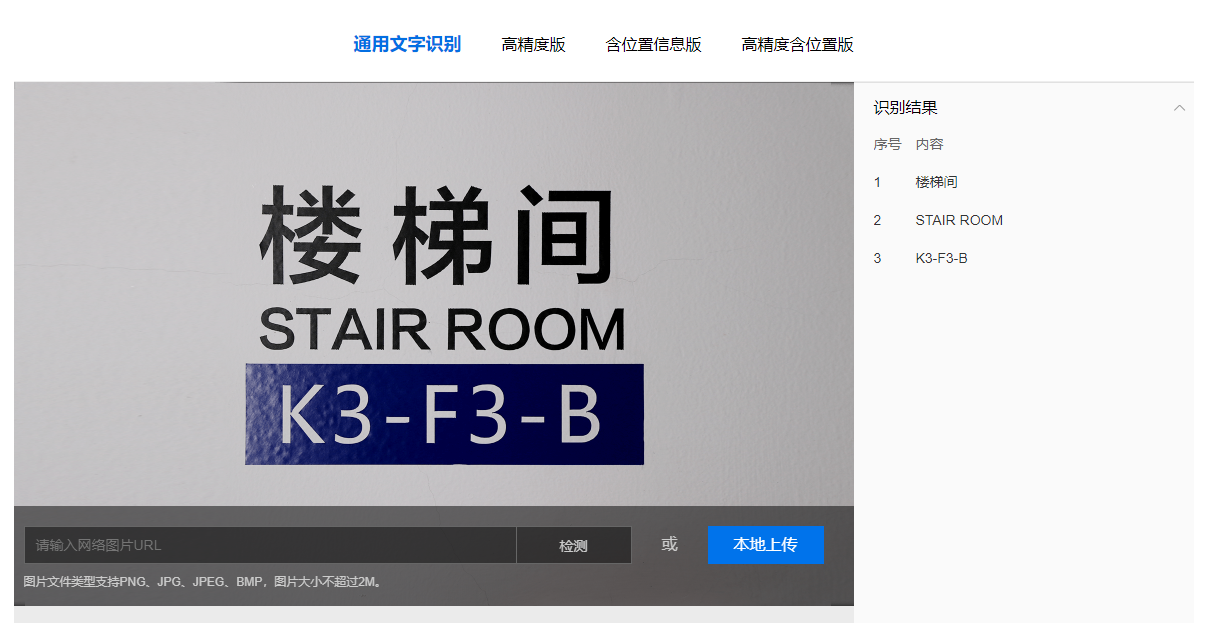 通用文字识别 高精度版 含位置信息版 高精度含位置版
楼梯间
STAIR ROOM
K3-F3-B
请输入网络图片URL 检测 或 本地上传
图片文件类型支持PNG、JPG、JPEG、BMP，图片大小不超过2M。
识别结果
序号 内容
1 楼梯间
2 STAIR ROOM
3 K3-F3-B